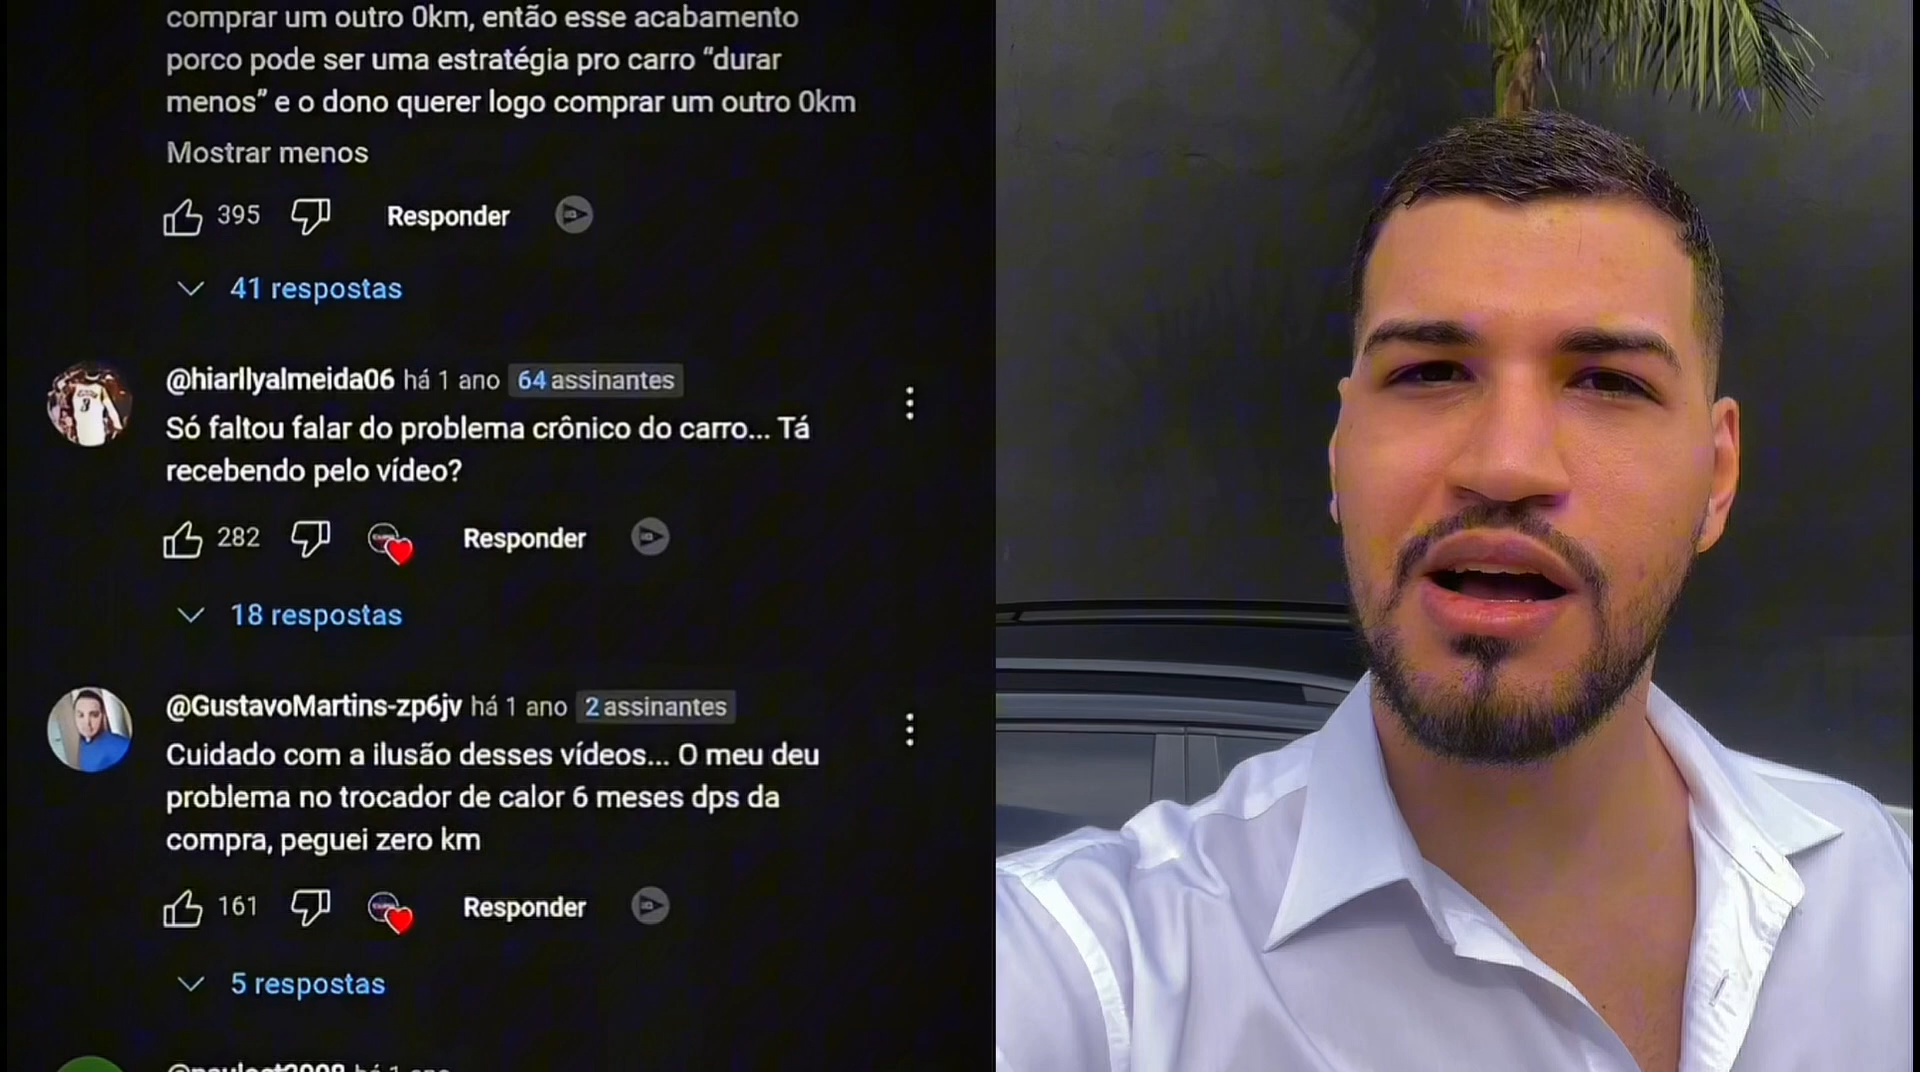 comprar um outro 0km, então esse acabamento
porco pode ser uma estratégia pro carro “durar
menos” e o dono querer logo comprar um outro 0km
Mostrar menos
395 Responder
41 respostas
@hiarllyalmeida06 há 1 ano 64 assinantes
Só faltou falar do problema crônico do carro... Tá
recebendo pelo vídeo?
282 Responder
18 respostas
@GustavoMartins-zp6jv há 1 ano 2 assinantes
Cuidado com a ilusão desses vídeos... O meu deu
problema no trocador de calor 6 meses dps da
compra, peguei zero km
161 Responder
5 respostas
há 1 ano